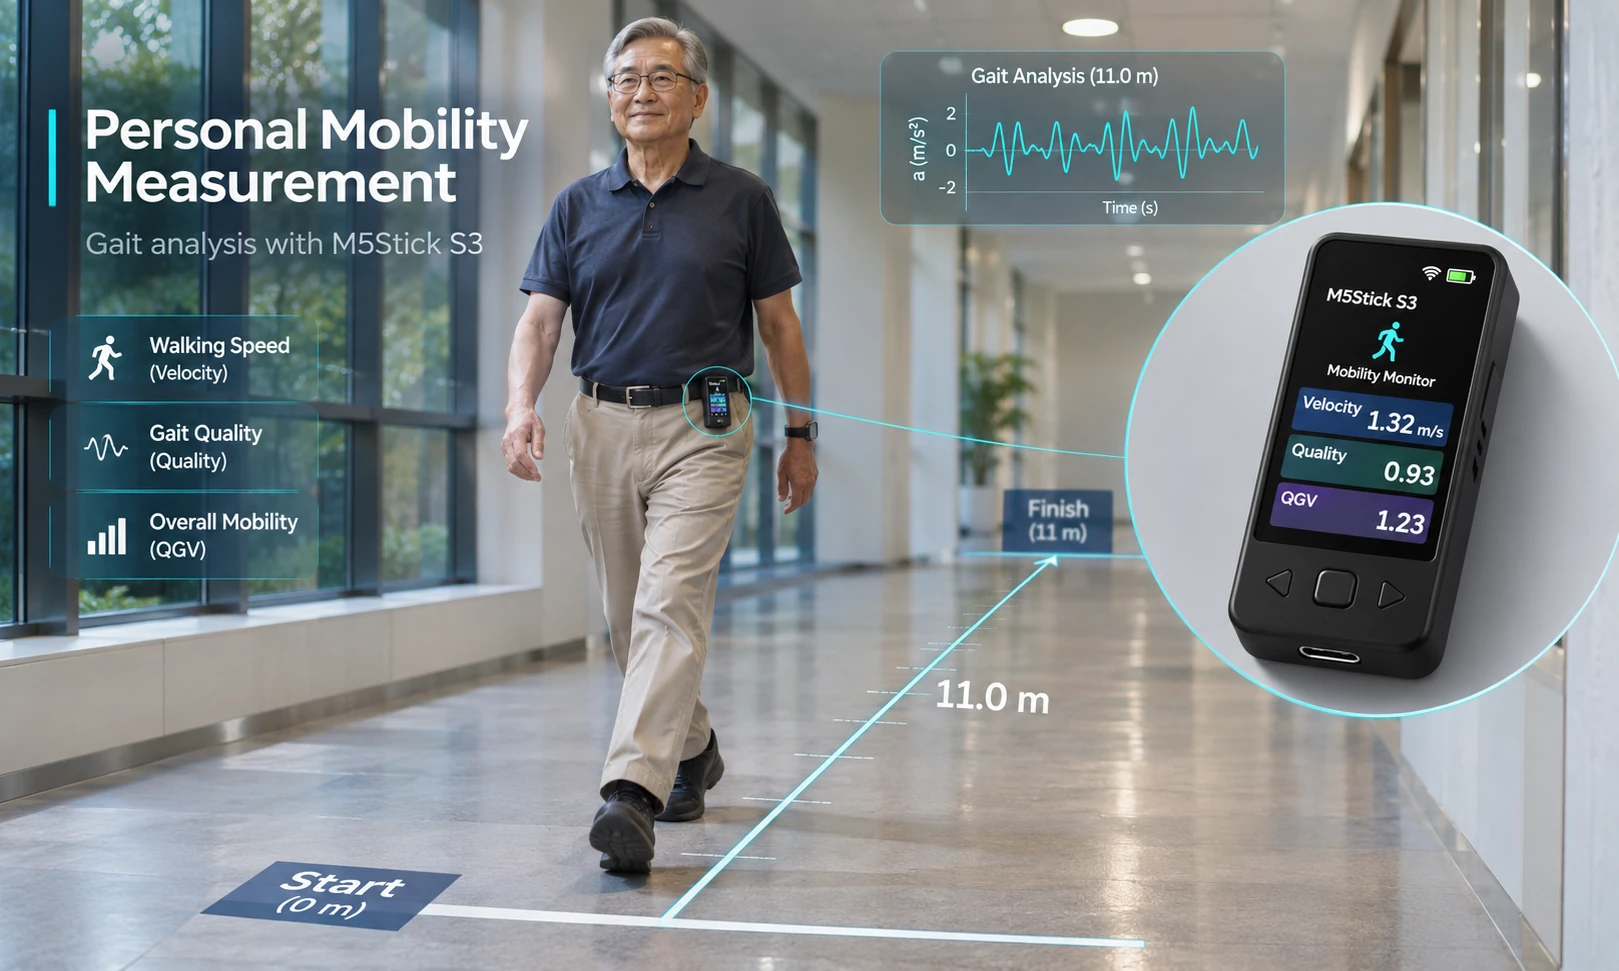 Personal Mobility
Measurement
Gait analysis with M5Stick S3
Walking Speed
(Velocity)
Gait Quality
(Quality)
Overall Mobility
(QGV)
Gait Analysis (11.0 m)
a (m/s²)
2
0
-2
Time (s)
M5Stick S3
Mobility Monitor
Velocity 1.32 m/s
Quality 0.93
QGV 1.23
Finish
(11 m)
11.0 m
Start
(0 m)